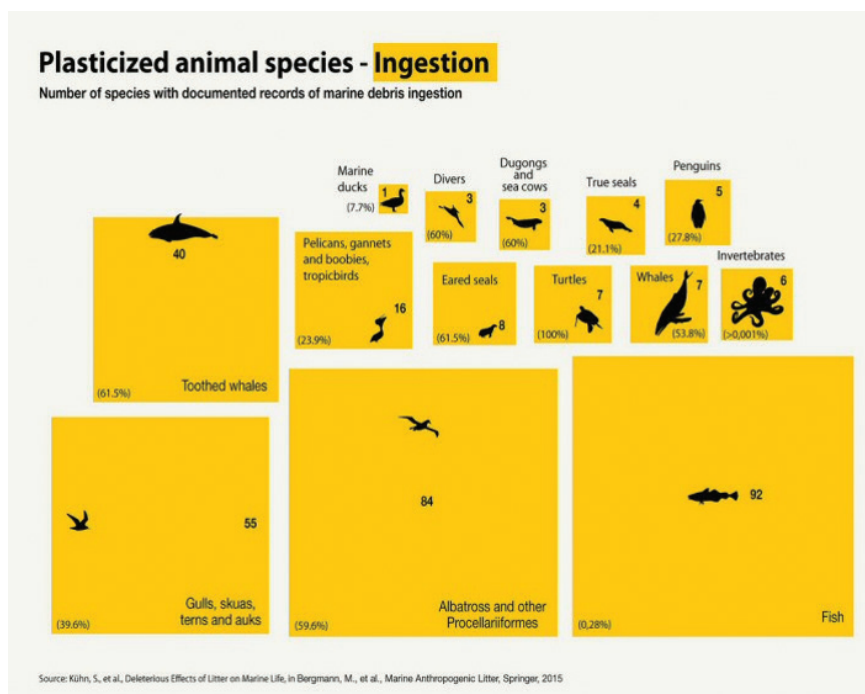 Plasticized animal species - Ingestion
Number of species with documented records of marine debris ingestion
Marine
ducks
1
(7.7%)
Divers
3
(60%)
Dugongs
and
sea cows
3
(60%)
True seals
4
(21.1%)
Penguins
5
(27.8%)
40
(61.5%)
Toothed whales
Pelicans, gannets
and boobies,
tropicbirds
16
(23.9%)
Eared seals
8
(61.5%)
Turtles
7
(100%)
Whales
7
(53.8%)
Invertebrates
6
(>0,001%)
55
Gulls, skuas,
terns and auks
(39.6%)
84
Albatross and other
Procellariiformes
(59.6%)
92
Fish
(0,28%)
Source: Kühn, S., et al., Deleterious Effects of Litter on Marine Life, in Bergmann, M., et al., Marine Anthropogenic Litter, Springer, 2015